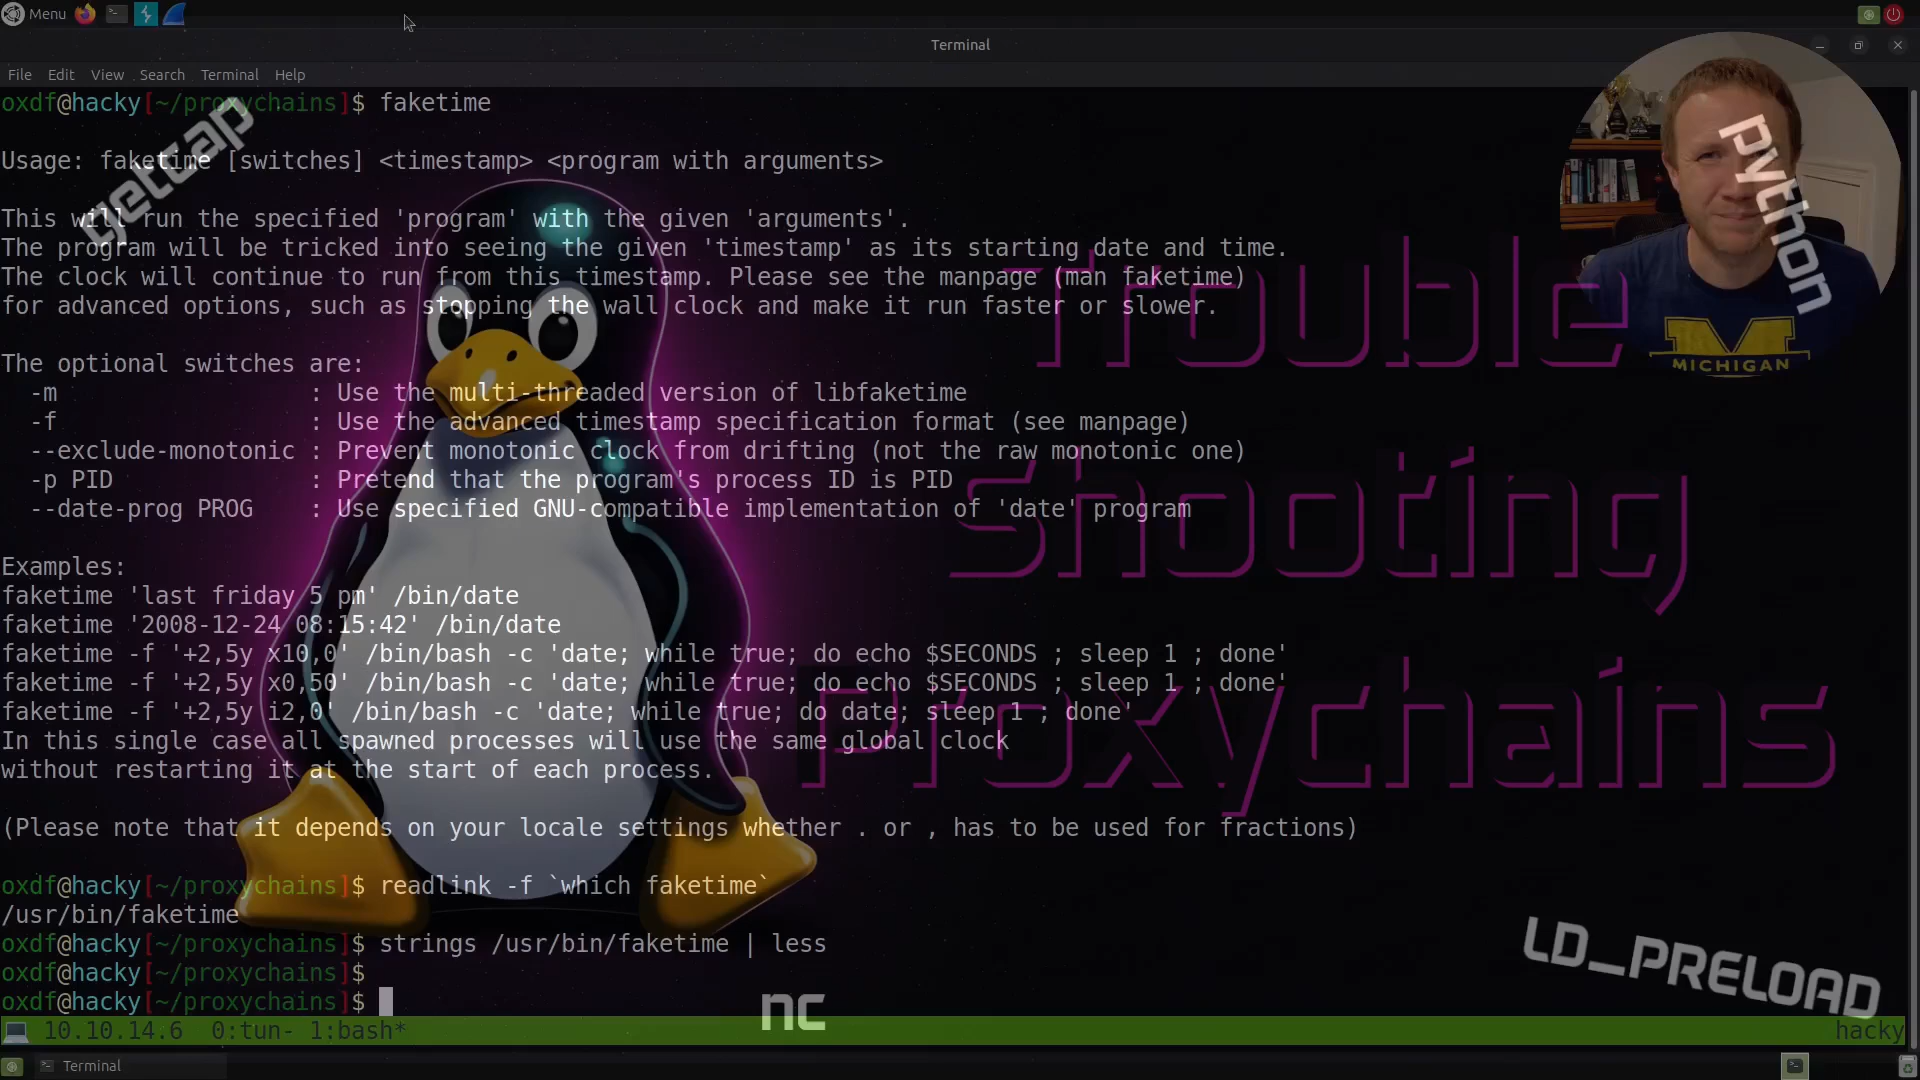 Menu
Terminal
File Edit View Search Terminal Help
oxdf@hacky[~/proxychains]$ faketime
Usage: faketime [switches] <timestamp> <program with arguments>
This will run the specified 'program' with the given 'arguments'.
The program will be tricked into seeing the given 'timestamp' as its starting date and time.
The clock will continue to run from this timestamp. Please see the manpage (man faketime)
for advanced options, such as stopping the wall clock and make it run faster or slower.
The optional switches are:
-m : Use the multi-threaded version of libfaketime
-f : Use the advanced timestamp specification format (see manpage)
--exclude-monotonic : Prevent monotonic clock from drifting (not the raw monotonic one)
-p PID : Pretend that the program's process ID is PID
--date-prog PROG : Use specified GNU-compatible implementation of 'date' program
Examples:
faketime 'last friday 5 pm' /bin/date
faketime '2008-12-24 08:15:42' /bin/date
faketime -f '+2,5y x10,0' /bin/bash -c 'date; while true; do echo $SECONDS ; sleep 1 ; done'
faketime -f '+2,5y x0,50' /bin/bash -c 'date; while true; do echo $SECONDS ; sleep 1 ; done'
faketime -f '+2,5y i2,0' /bin/bash -c 'date; while true; do date; sleep 1 ; done'
In this single case all spawned processes will use the same global clock
without restarting it at the start of each process.
(Please note that it depends on your locale settings whether . or , has to be used for fractions)
oxdf@hacky[~/proxychains]$ readlink -f `which faketime`
/usr/bin/faketime
oxdf@hacky[~/proxychains]$ strings /usr/bin/faketime | less
oxdf@hacky[~/proxychains]$
oxdf@hacky[~/proxychains]$
10.10.14.6 0:tun- 1:bash* hacky
Terminal
getcap
python
Trouble
shooting
Proxychains
M
MICHIGAN
LD_PRELOAD
nc